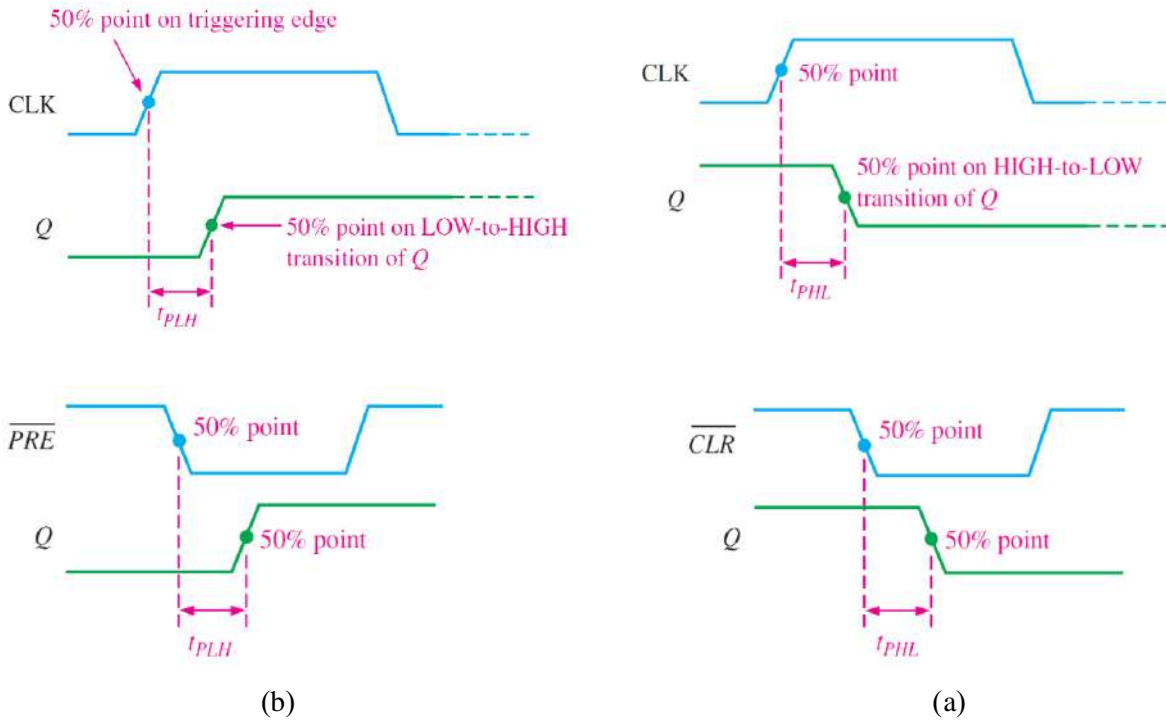 50% point on triggering edge
CLK
Q
50% point on LOW-to-HIGH
transition of Q
t_PLH
CLK
50% point
Q
50% point on HIGH-to-LOW
transition of Q
t_PHL
\overline{PRE}
50% point
Q
50% point
t_PLH
\overline{CLR}
50% point
Q
50% point
t_PHL
(b)
(a)